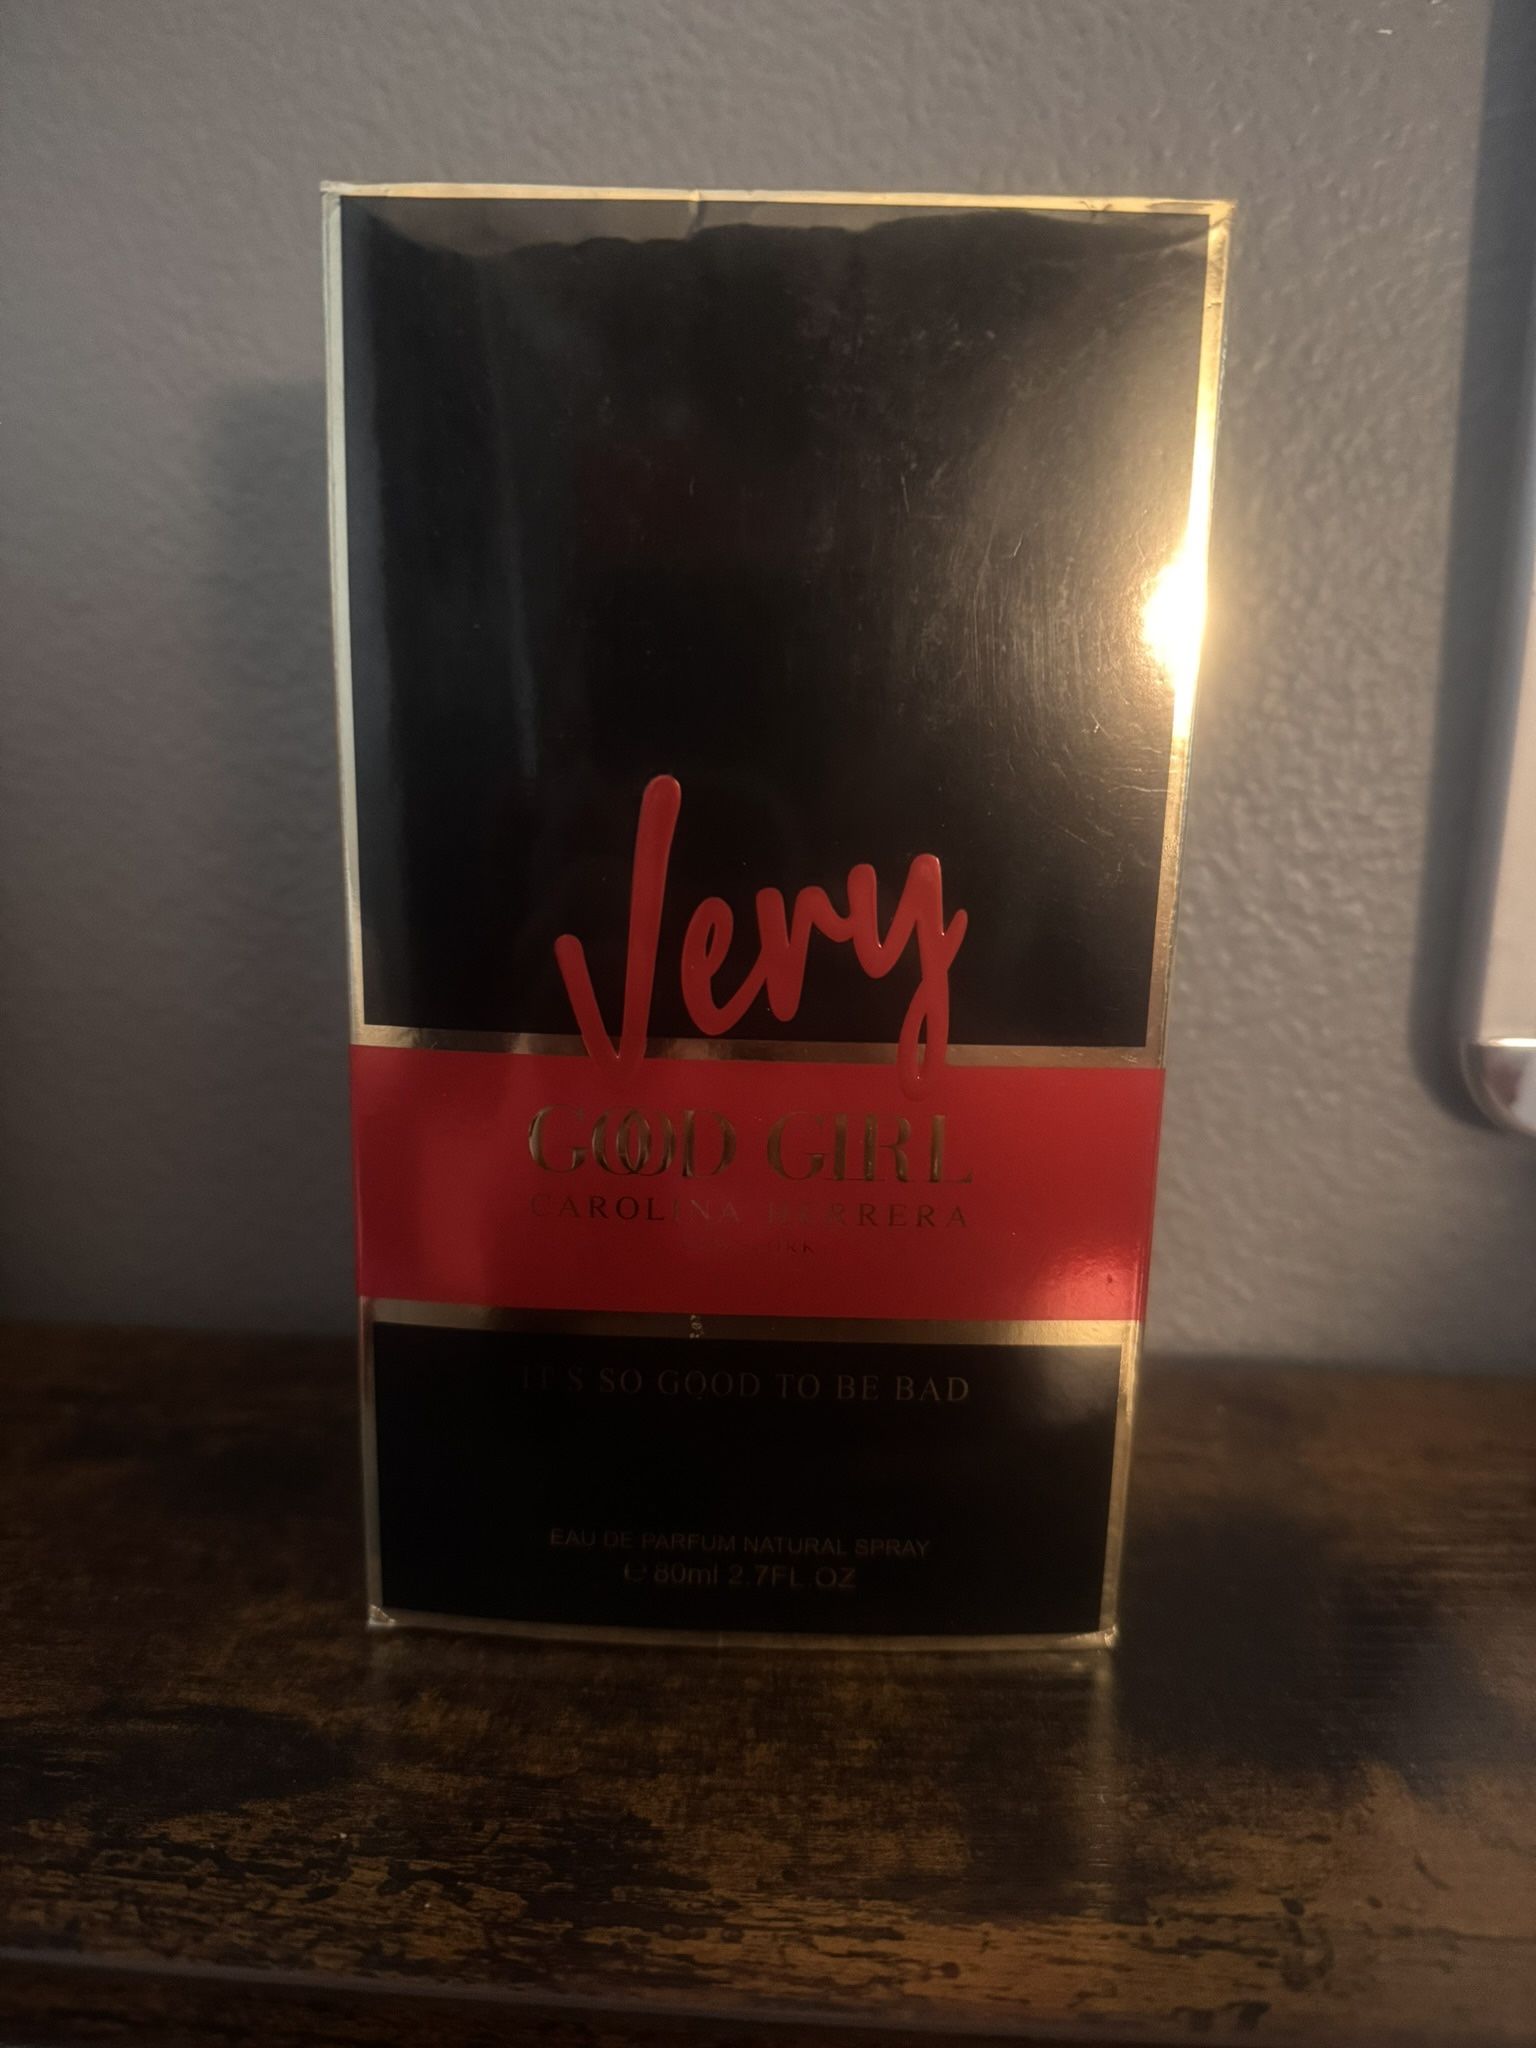 Very
GOOD GIRL
CAROLINA HERRERA
IT'S SO GOOD TO BE BAD
EAU DE PARFUM NATURAL SPRAY
℮ 80ml 2.7FL.OZ